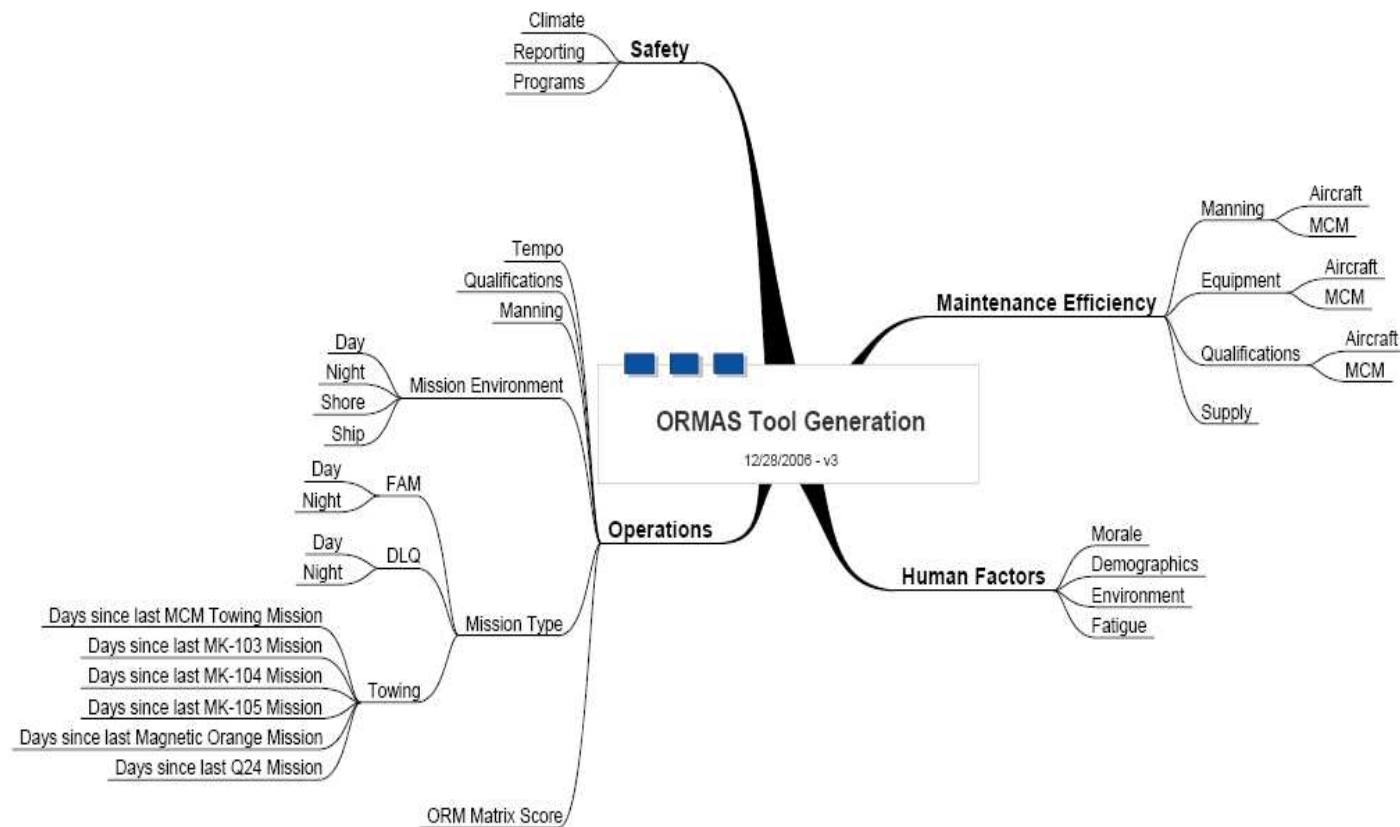 Climate
Reporting
Programs
Safety
Tempo
Qualifications
Manning
Day
Night
Shore
Ship
Mission Environment
Day
Night
FAM
Day
Night
DLQ
Days since last MCM Towing Mission
Days since last MK-103 Mission
Days since last MK-104 Mission
Days since last MK-105 Mission
Days since last Magnetic Orange Mission
Days since last Q24 Mission
Towing
Mission Type
ORM Matrix Score
Operations
ORMAS Tool Generation
12/28/2006 - v3
Maintenance Efficiency
Manning
Aircraft
MCM
Equipment
Aircraft
MCM
Qualifications
Aircraft
MCM
Supply
Human Factors
Morale
Demographics
Environment
Fatigue